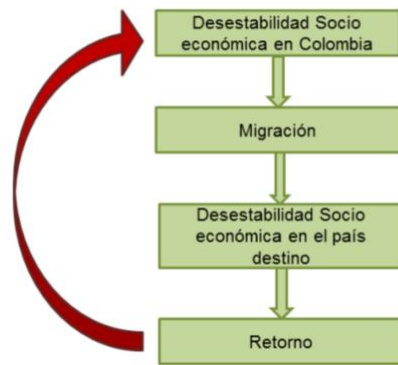 Desestabilidad Socio
económica en Colombia
Migración
Desestabilidad Socio
económica en el país
destino
Retorno